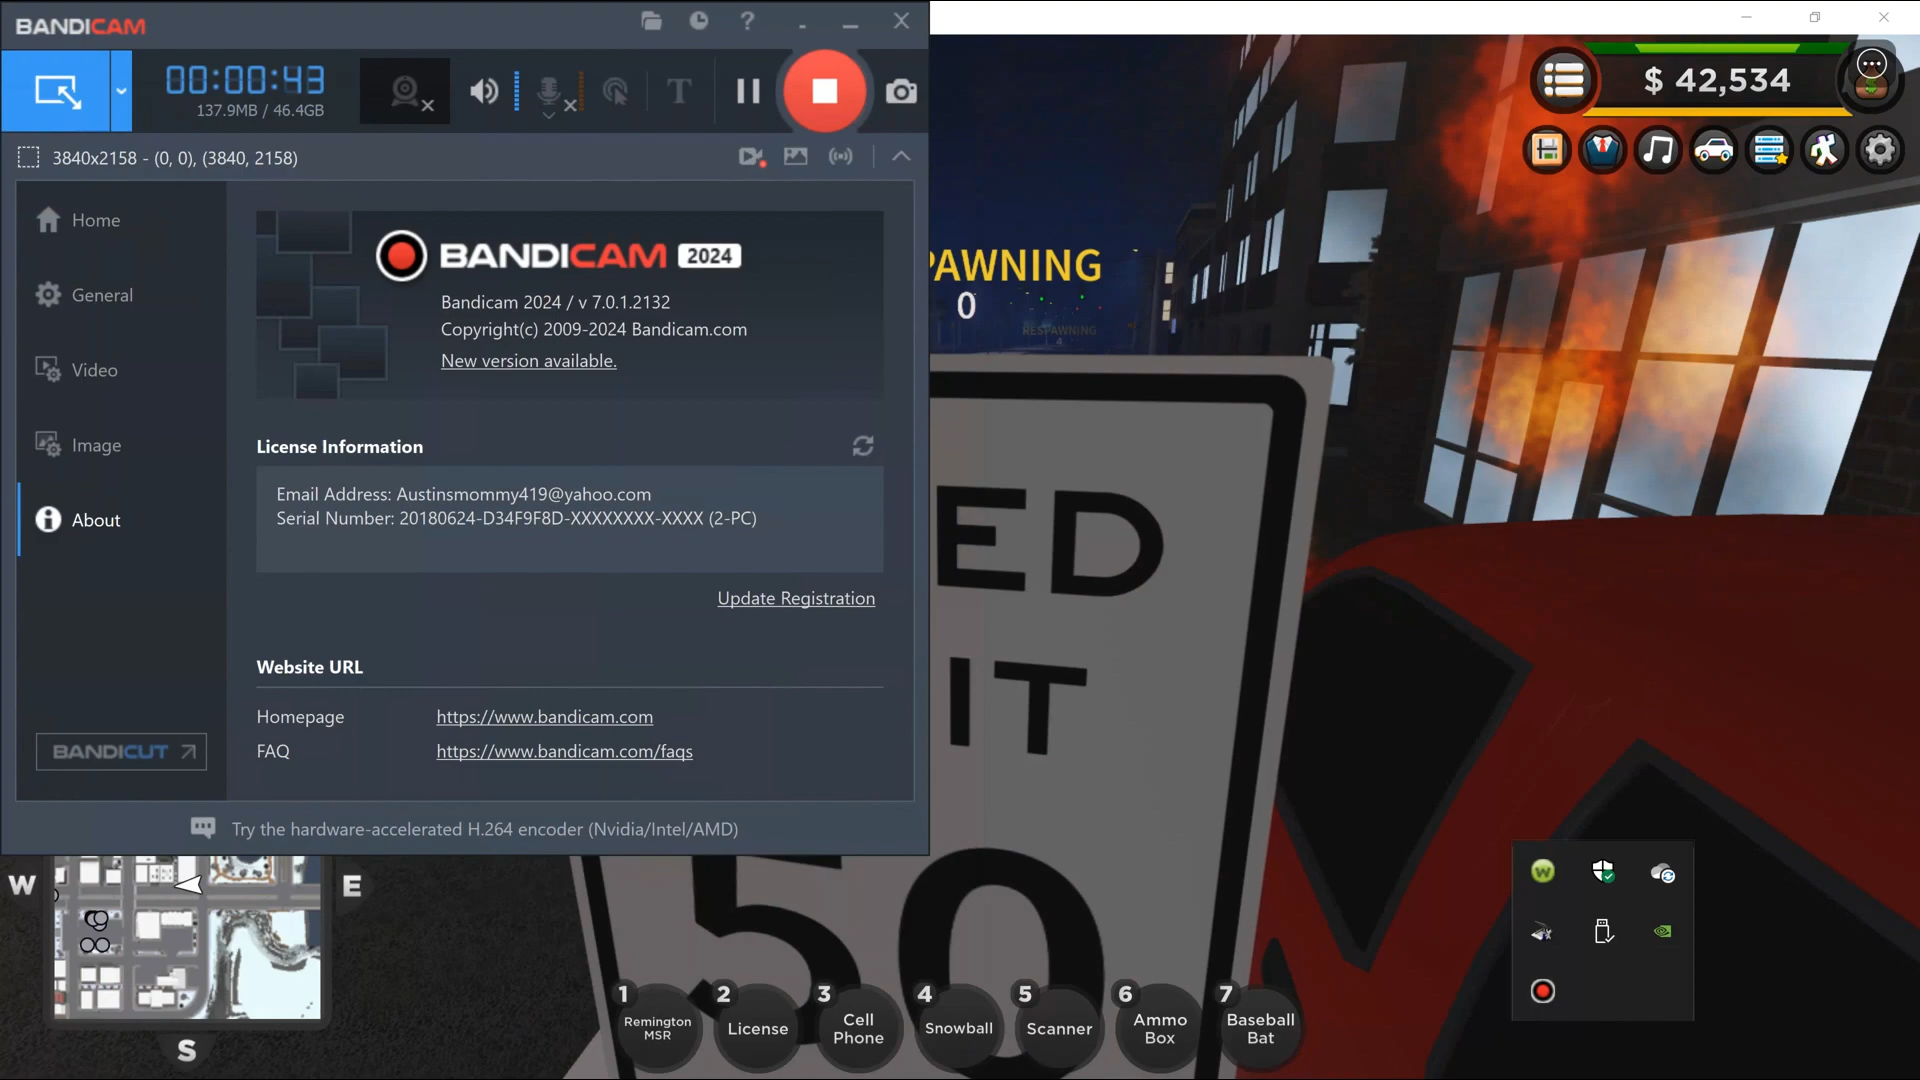 BANDICAM
00:00:43
137.9MB / 46.4GB
T
3840x2158 - (0, 0), (3840, 2158)
Home
General
Video
Image
About
BANDICUT
BANDICAM 2024
Bandicam 2024 / v 7.0.1.2132
Copyright(c) 2009-2024 Bandicam.com
New version available.
License Information
Email Address: Austinsmommy419@yahoo.com
Serial Number: 20180624-D34F9F8D-XXXXXXXX-XXXX (2-PC)
Update Registration
Website URL
Homepage https://www.bandicam.com
FAQ https://www.bandicam.com/faqs
Try the hardware-accelerated H.264 encoder (Nvidia/Intel/AMD)
$ 42,534
PAWNING
0
RESPAWNING
4
ED
IT
50
W
E
S
1 Remington MSR
2 License
3 Cell Phone
4 Snowball
5 Scanner
6 Ammo Box
7 Baseball Bat